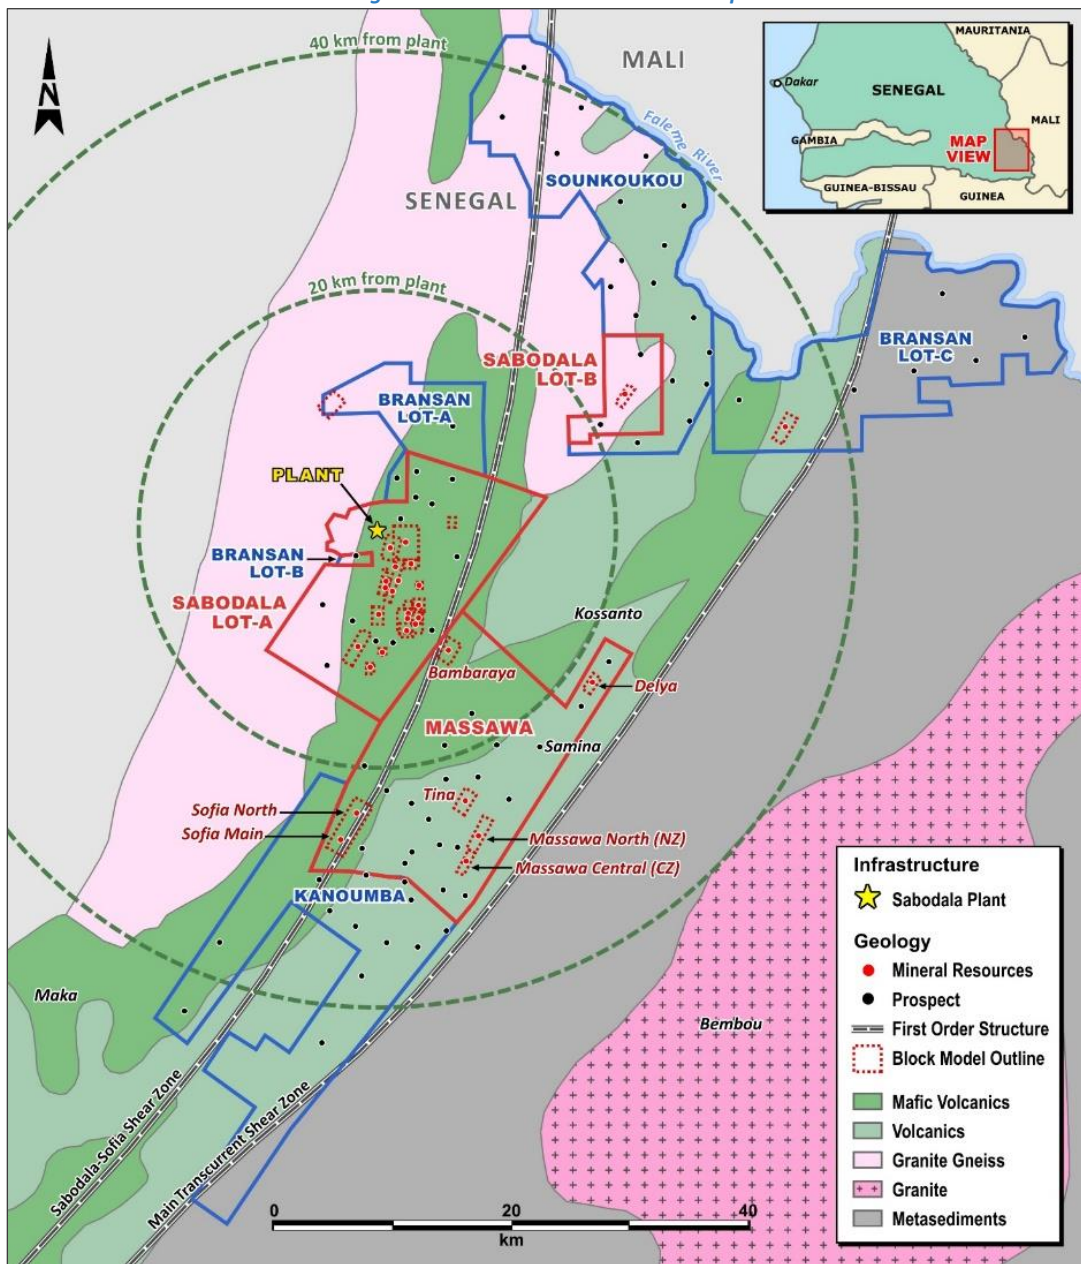 40 km from plant
MALI
Faleme River
SENEGAL
SOUNKOUKOU
MAURITANIA
Dakar
SENEGAL
MALI
GAMBIA
MAP
VIEW
GUINEA-BISSAU
GUINEA
20 km from plant
BRANSAN
LOT-C
SABODALA
LOT-B
BRANSAN
LOT-A
PLANT
BRANSAN
LOT-B
SABODALA
LOT-A
Kossanto
Bambaraya
Delya
MASSAWA
Samina
Tina
Sofia North
Sofia Main
Massawa North (NZ)
Massawa Central (CZ)
KANOUMBA
Maka
Bembou
Sabodala-Sofia Shear Zone
Main Transcurrent Shear Zone
N
0 20 40
km
Infrastructure
Sabodala Plant
Geology
Mineral Resources
Prospect
First Order Structure
Block Model Outline
Mafic Volcanics
Volcanics
Granite Gneiss
Granite
Metasediments